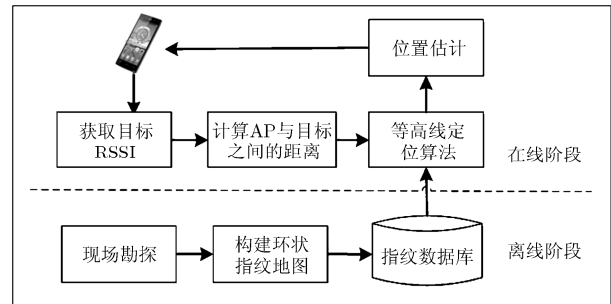 位置估计
获取目标
RSSI
计算AP与目标
之间的距离
等高线定
位算法
在线阶段
现场勘探
构建环状
指纹地图
指纹数据库
离线阶段